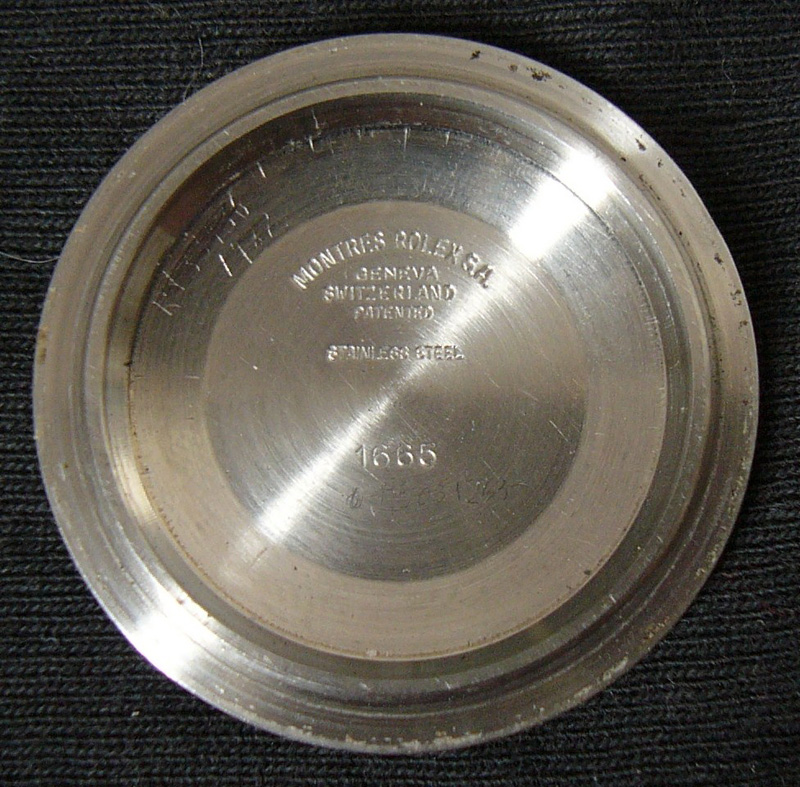 MONTRES ROLEX S.A.
GENEVA
SWITZERLAND
PATENTED
STAINLESS STEEL
1665